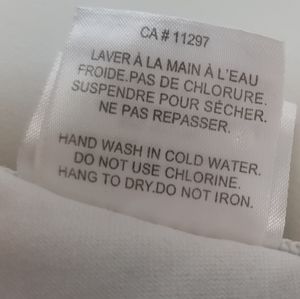 CA # 11297
LAVER À LA MAIN À L'EAU
FROIDE.PAS DE CHLORURE.
SUSPENDRE POUR SÉCHER.
NE PAS REPASSER.
HAND WASH IN COLD WATER.
DO NOT USE CHLORINE.
HANG TO DRY.DO NOT IRON.